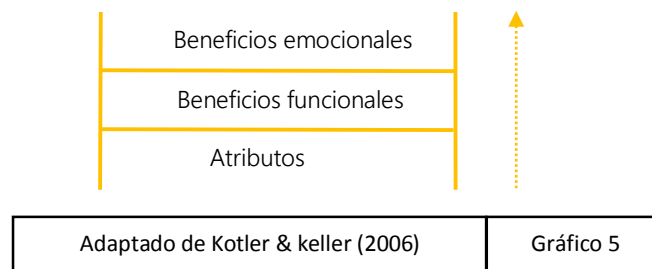 Beneficios emocionales
Beneficios funcionales
Atributos
Adaptado de Kotler & keller (2006)
Gráfico 5